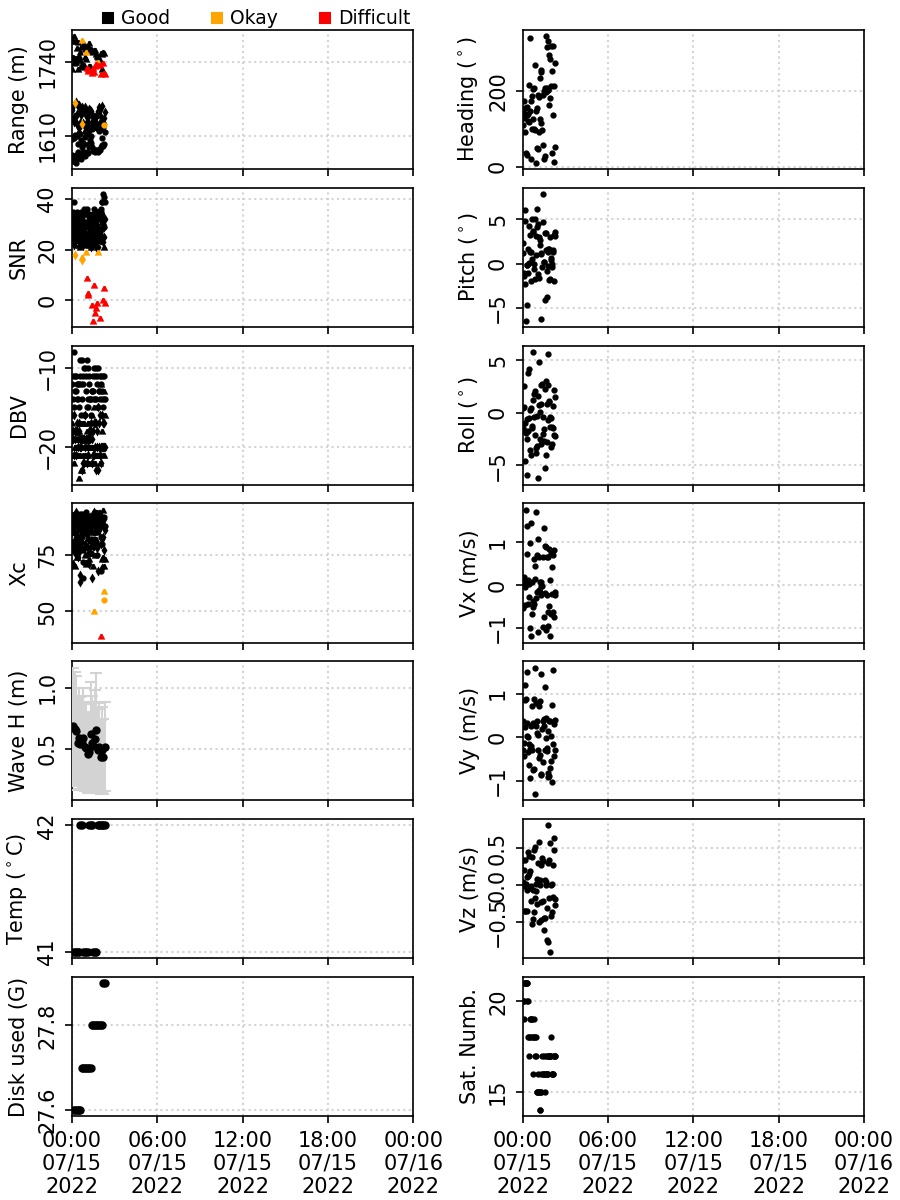 Good Okay Difficult
Range (m)
1740
1610
Heading (°)
200
0
SNR
40
20
0
Pitch (°)
5
0
−5
DBV
−10
−20
Roll (°)
5
0
−5
Xc
75
50
Vx (m/s)
1
0
−1
Wave H (m)
1.0
0.5
Vy (m/s)
1
0
−1
Temp (°C)
42
41
Vz (m/s)
0.5
0.0
−0.5
Disk used (G)
27.8
27.6
Sat. Numb.
20
15
00:00 06:00 12:00 18:00 00:00
07/15 07/15 07/15 07/15 07/16
2022 2022 2022 2022 2022
00:00 06:00 12:00 18:00 00:00
07/15 07/15 07/15 07/15 07/16
2022 2022 2022 2022 2022